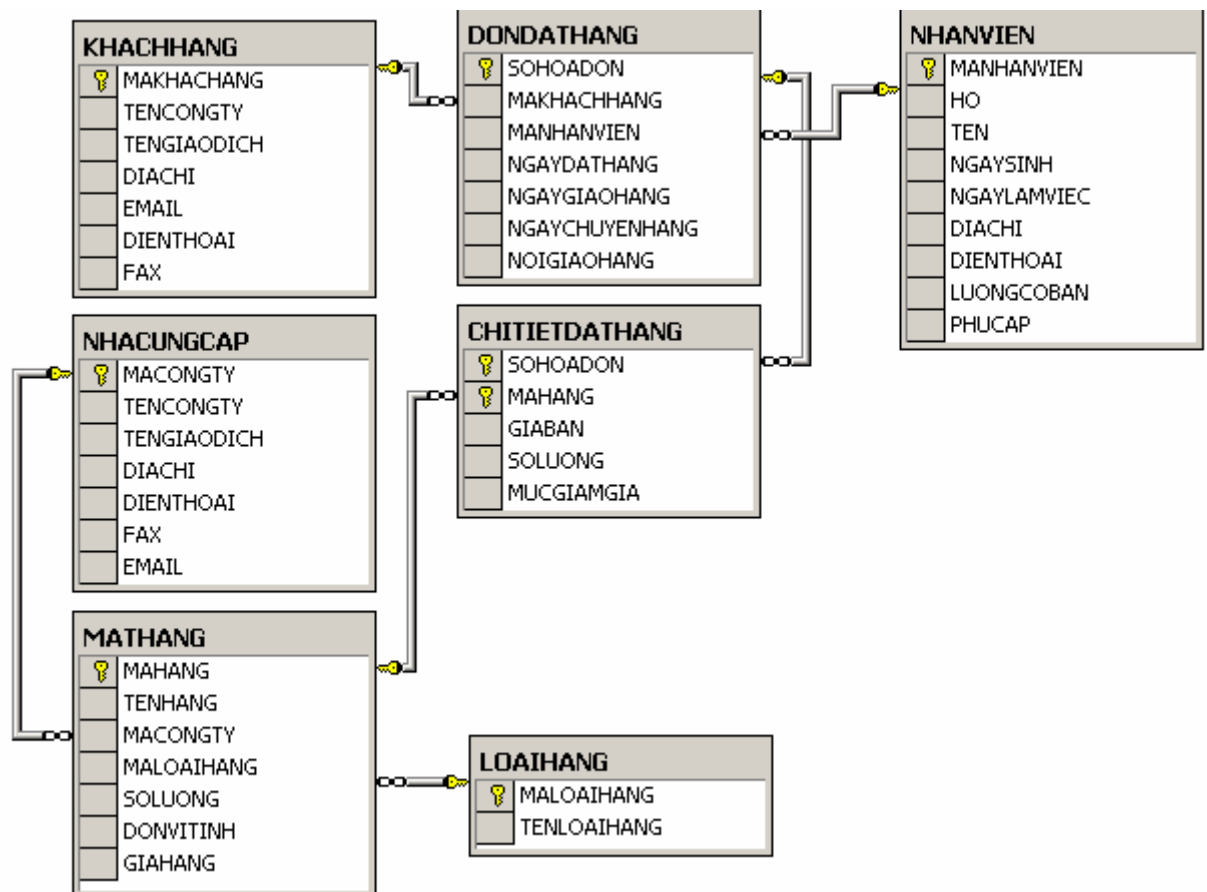 KHACHHANG
MAKHACHANG
TENCONGTY
TENGIAODICH
DIACHI
EMAIL
DIENTHOAI
FAX
DONDATHANG
SOHOADON
MAKHACHHANG
MANHANVIEN
NGAYDATHANG
NGAYGIAOHANG
NGAYCHUYENHANG
NOIGIAOHANG
NHANVIEN
MANHANVIEN
HO
TEN
NGAYSINH
NGAYLAMVIEC
DIACHI
DIENTHOAI
LUONGCOBAN
PHUCAP
NHACUNGCAP
MACONGTY
TENCONGTY
TENGIAODICH
DIACHI
DIENTHOAI
FAX
EMAIL
CHITIETDATHANG
SOHOADON
MAHANG
GIABAN
SOLUONG
MUCGIAMGIA
MATHANG
MAHANG
TENHANG
MACONGTY
MALOAIHANG
SOLUONG
DONVITINH
GIAHANG
LOAIHANG
MALOAIHANG
TENLOAIHANG